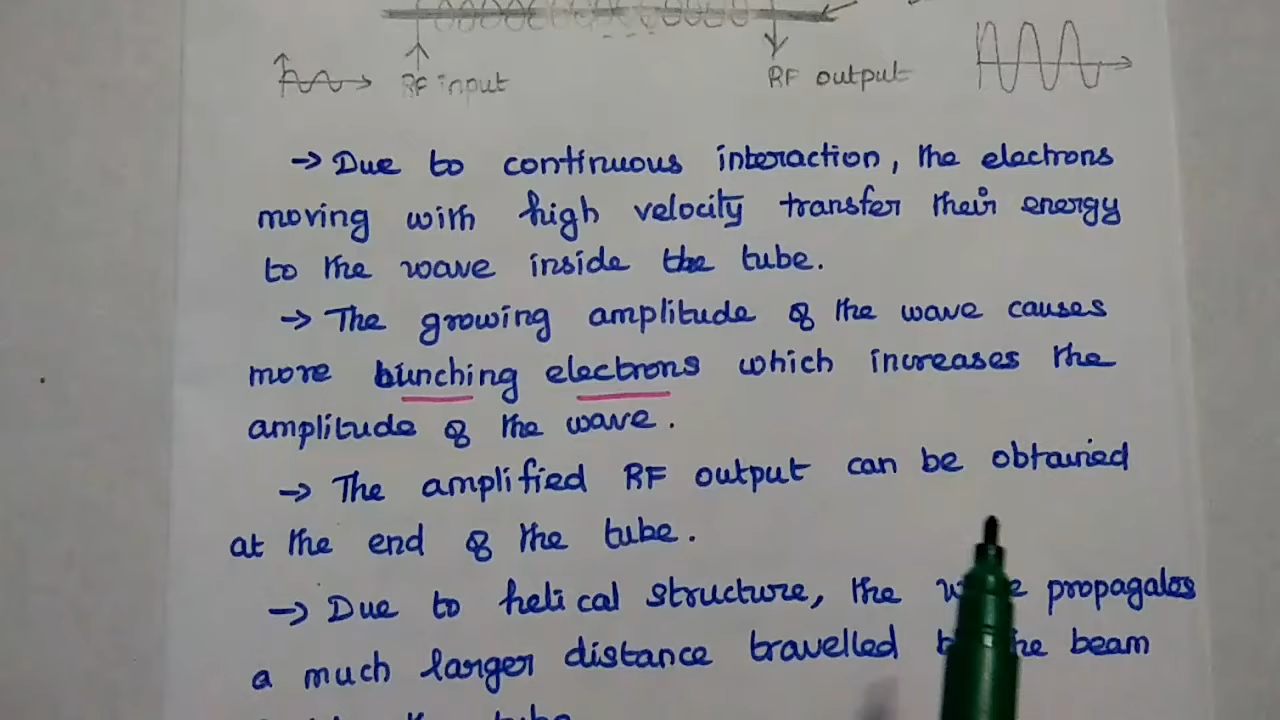 RF input
RF output
→ Due to continuous interaction, the electrons
moving with high velocity transfer their energy
to the wave inside the tube.
→ The growing amplitude of the wave causes
more bunching electrons which increases the
amplitude of the wave.
→ The amplified RF output can be obtained
at the end of the tube.
→ Due to helical structure, the propagates
a much larger distance travelled beam
tube